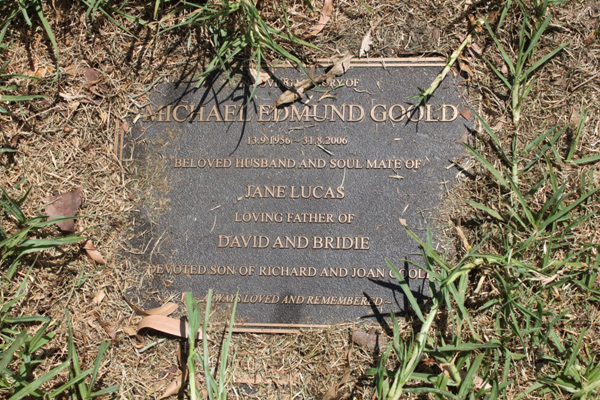 MICHAEL EDMUND GOOLD
13.9.1956 ~ 31.8.2006
BELOVED HUSBAND AND SOUL MATE OF
JANE LUCAS
LOVING FATHER OF
DAVID AND BRIDIE
DEVOTED SON OF RICHARD AND JOAN GOOLD
ALWAYS LOVED AND REMEMBERED ~